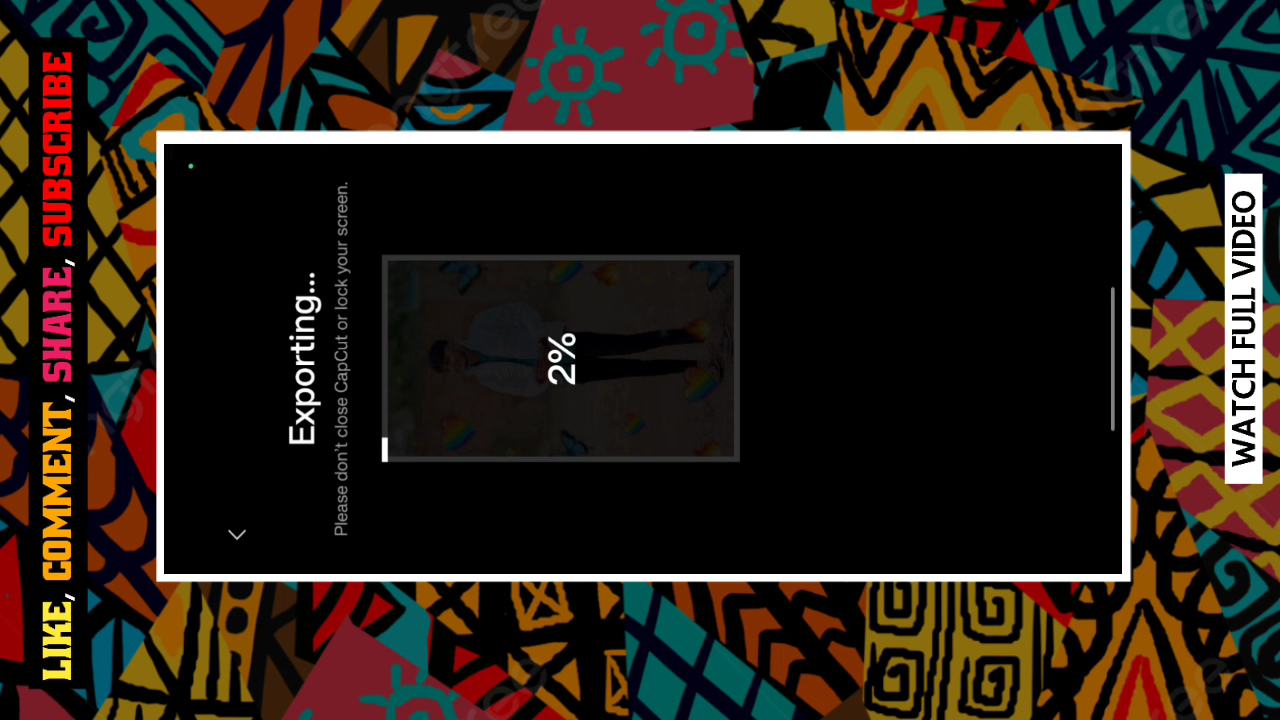 LIKE, COMMENT, SHARE, SUBSCRIBE
Exporting...
Please don't close CapCut or lock your screen.
2%
WATCH FULL VIDEO